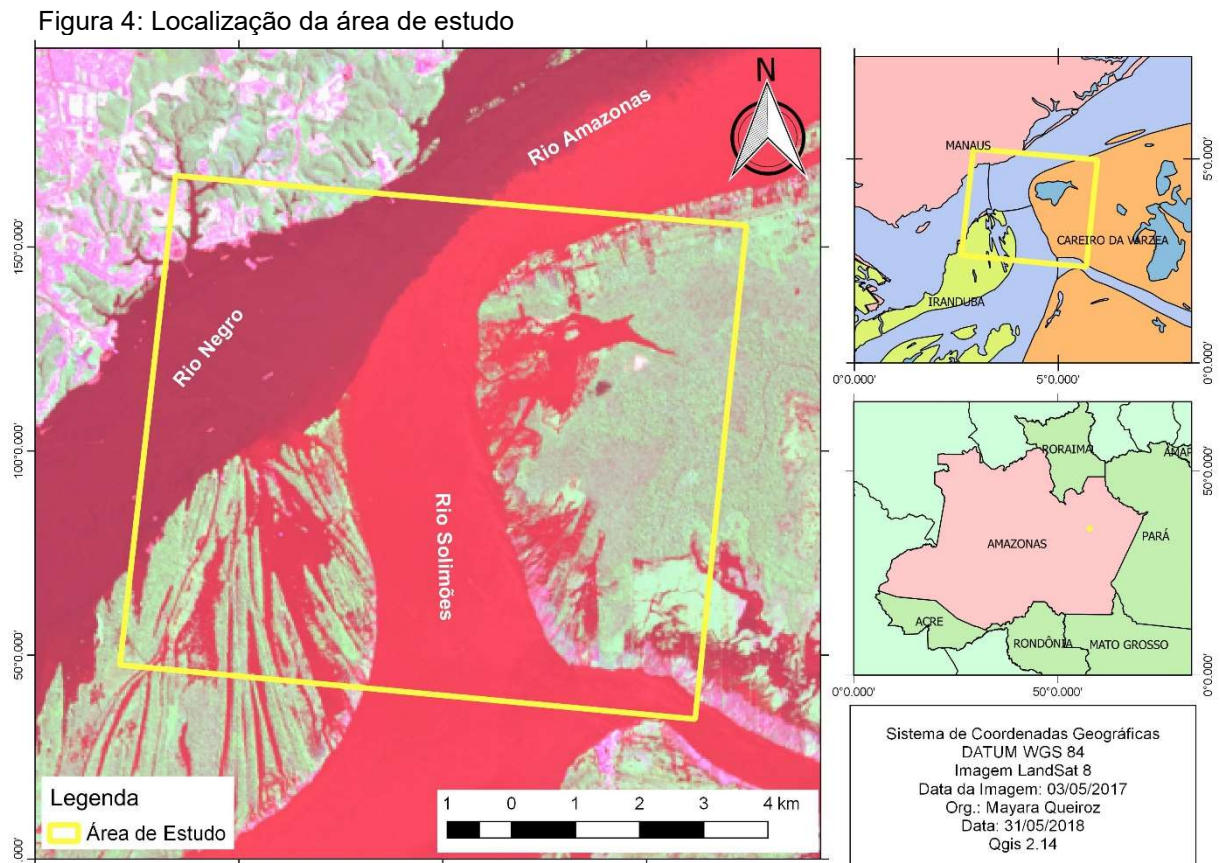 Figura 4: Localização da área de estudo
N
Rio Amazonas
Rio Negro
Rio Solimões
150°0.000'
100°0.000'
50°0.000'
.000'
Legenda
Área de Estudo
1 0 1 2 3 4 km
MANAUS
CAREIRO DA VARZEA
IRANDUBA
5°0.000'
0°0.000'
0°0.000' 5°0.000'
RORAIMA
AMAP
AMAZONAS
PARÁ
ACRE
RONDÔNIA
MATO GROSSO
50°0.000'
0°0.000'
0°0.000' 50°0.000'
Sistema de Coordenadas Geográficas
DATUM WGS 84
Imagem LandSat 8
Data da Imagem: 03/05/2017
Org.: Mayara Queiroz
Data: 31/05/2018
Qgis 2.14